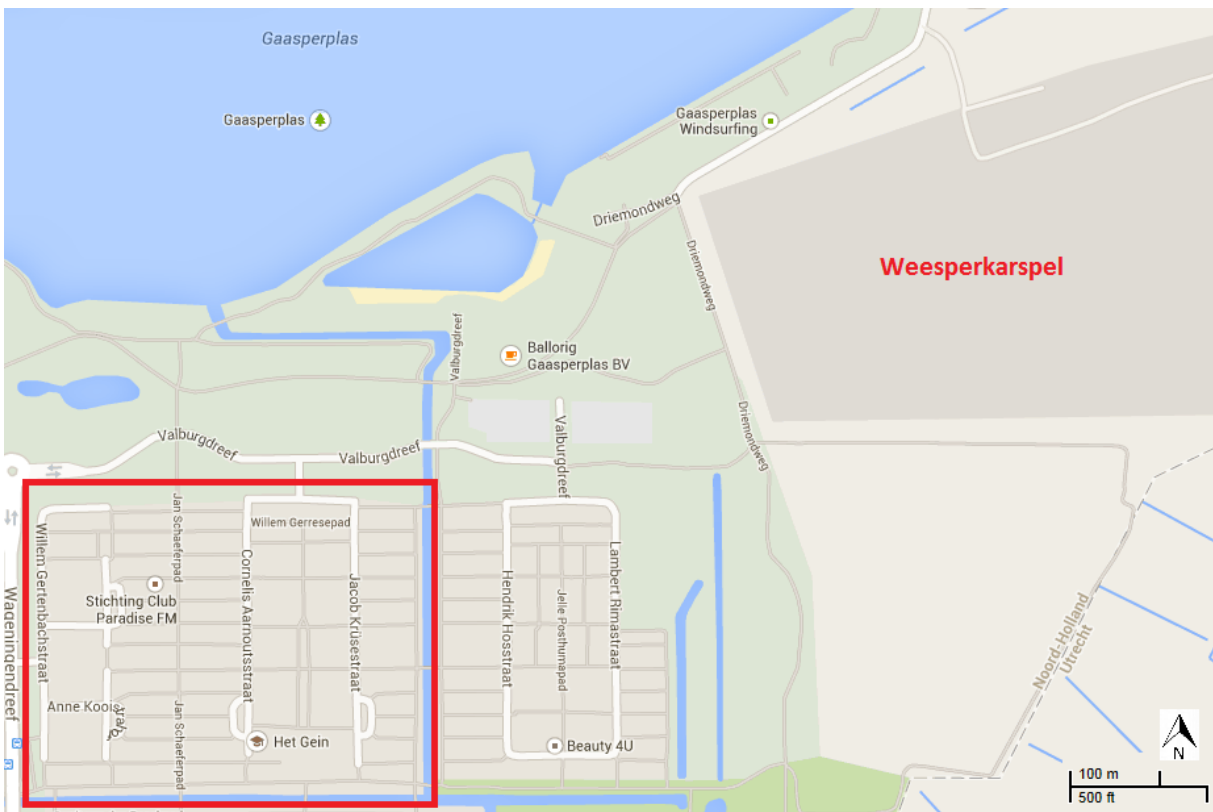 Gaasperplas
Gaasperplas
Gaasperplas
Windsurfing
Driemondweg
Driemondweg
Weesperkarspel
Valburgdreef
Ballorig
Gaasperplas BV
Driemondweg
Valburgdreef
Valburgdreef
Valburgdreef
Jan Schaeferpad
Willem Gerresepad
Willem Gertenbachstraat
Cornelis Aarnoutsstraat
Jacob Krüsestraat
Hendrik Hosstraat
Lambert Rimastraat
Jelle Posthumapad
Stichting Club
Paradise FM
Wageningendreef
Noord-Holland
Utrecht
Anne Kooistrahof
Jan Schaeferpad
Het Gein
Beauty 4U
N
100 m
500 ft